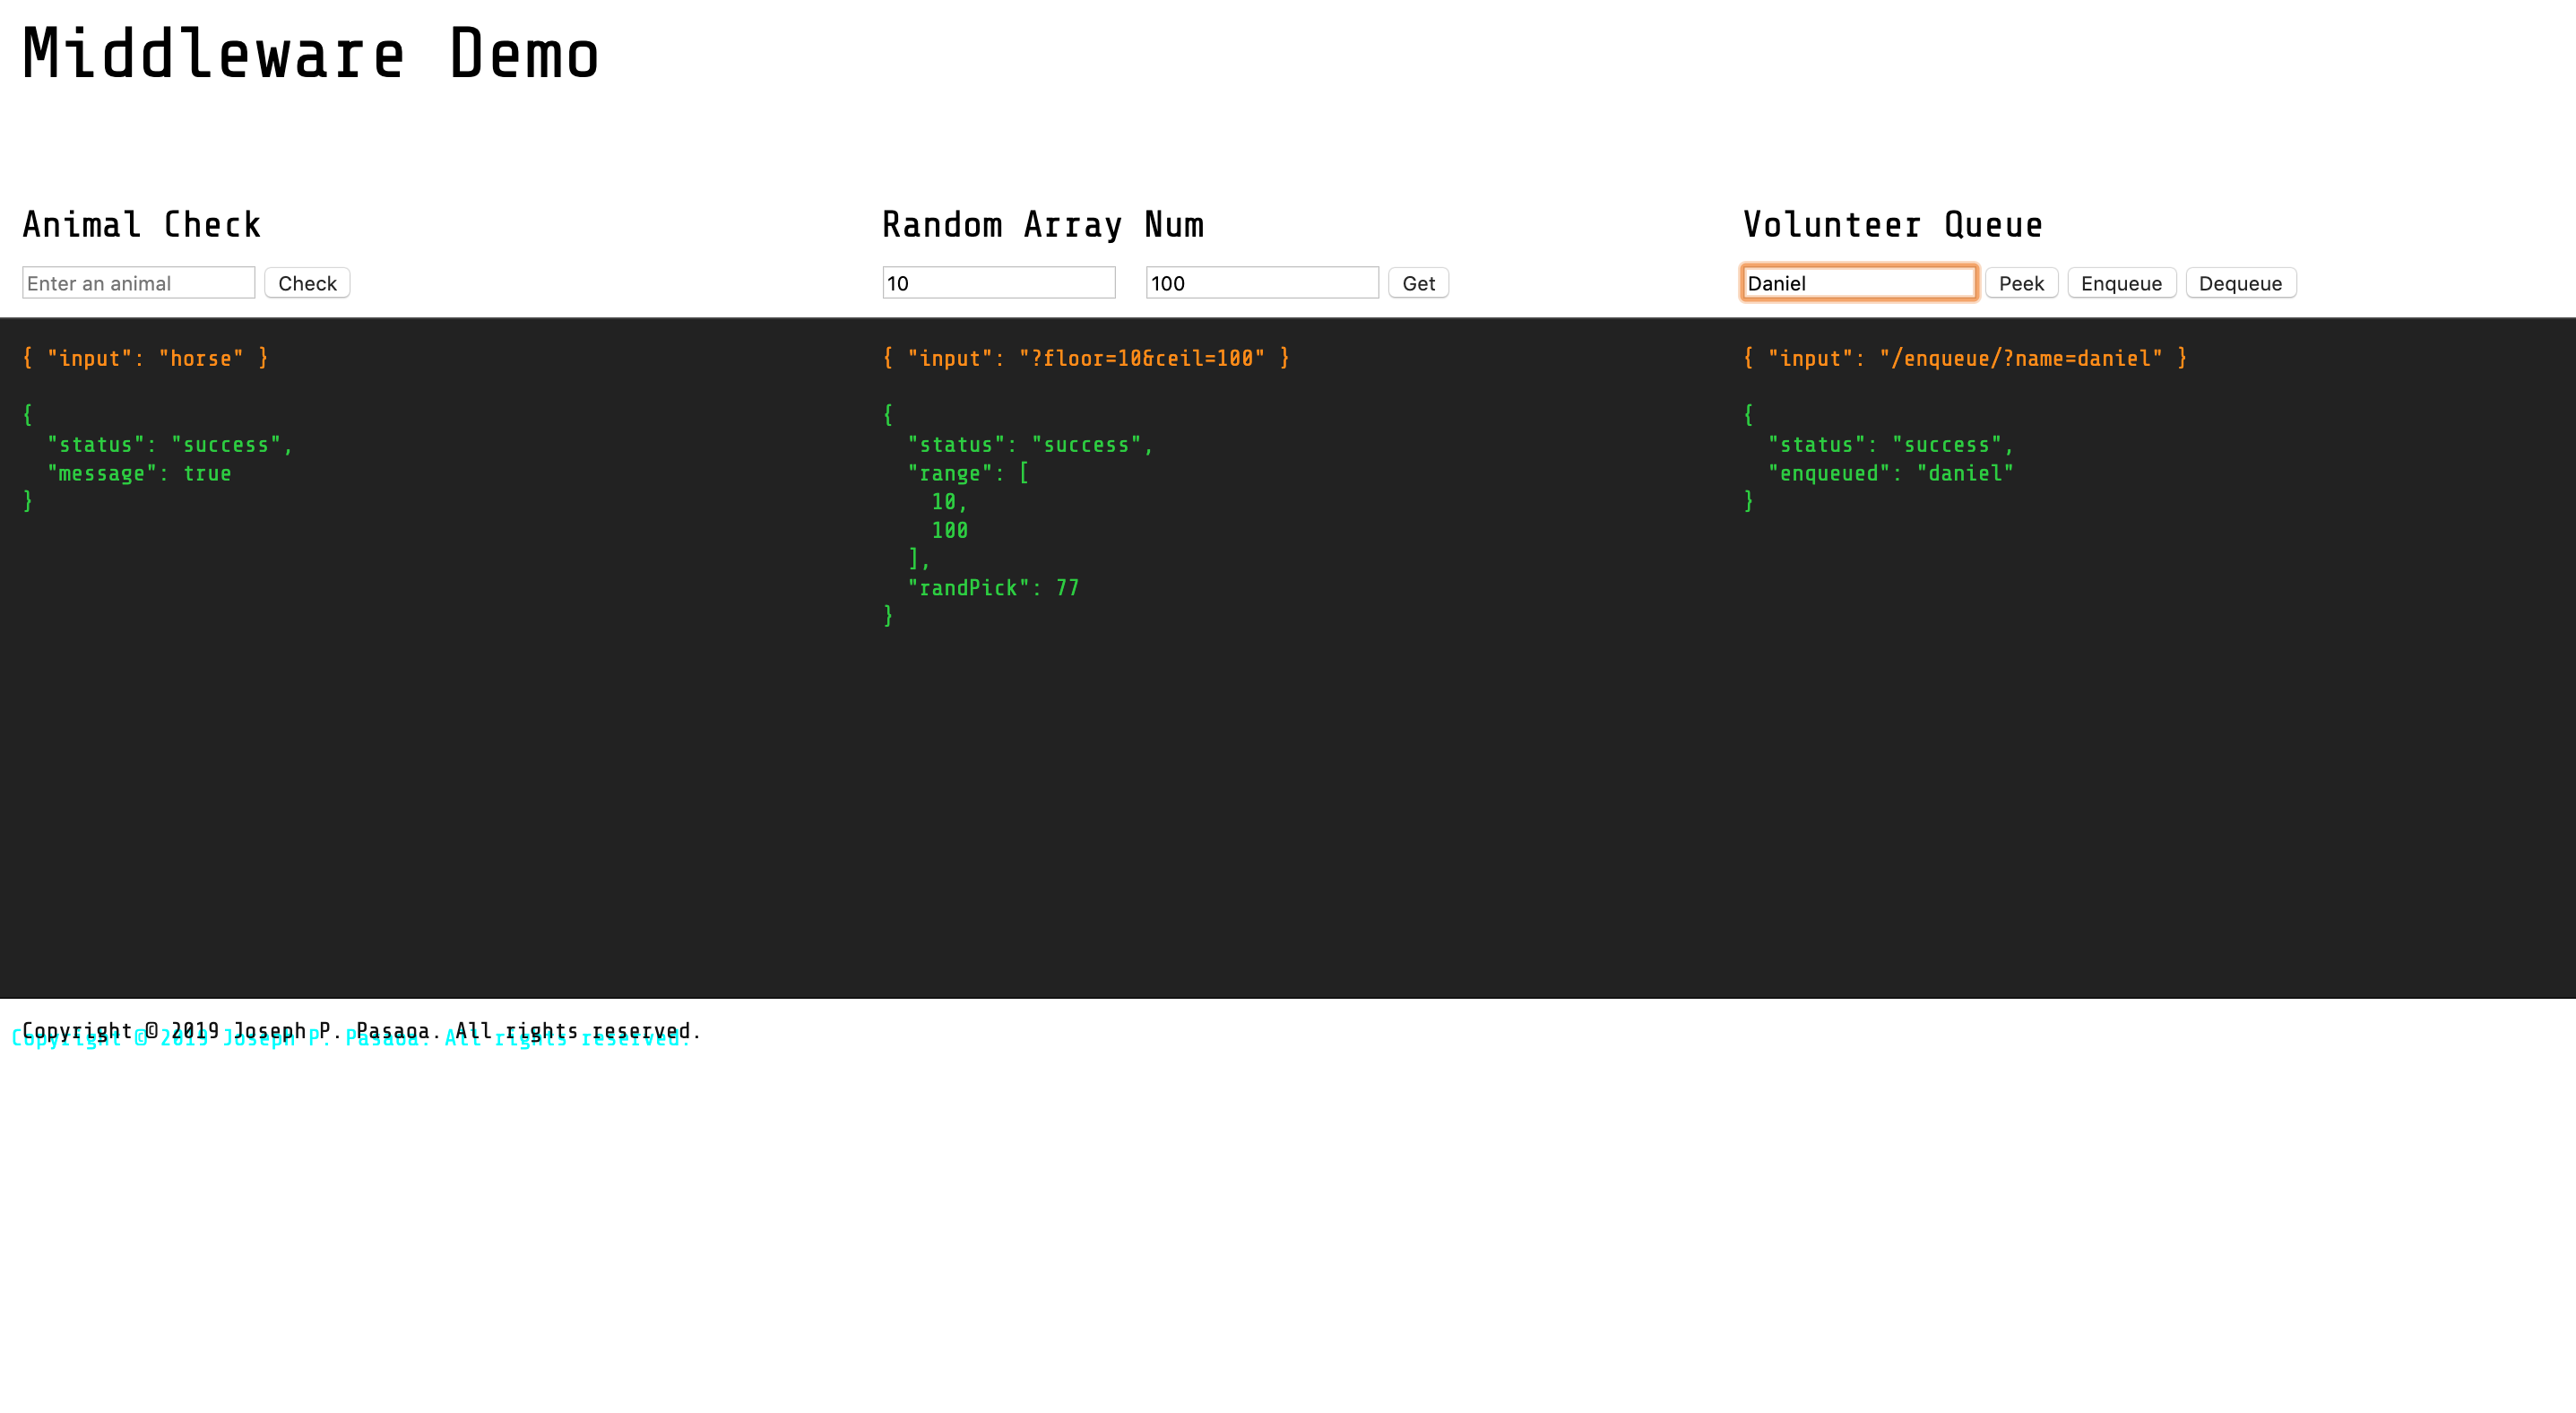 Middleware Demo
Animal Check
Enter an animal Check
{ "input": "horse" }
{
"status": "success",
"message": true
}
Random Array Num
10 100 Get
{ "input": "?floor=10&ceil=100" }
{
"status": "success",
"range": [
10,
100
],
"randPick": 77
}
Volunteer Queue
Daniel Peek Enqueue Dequeue
{ "input": "/enqueue/?name=daniel" }
{
"status": "success",
"enqueued": "daniel"
}
Copyright © 2019 Joseph P. Pasaoa. All rights reserved.
Copyright © 2019 Joseph P. Pasaoa. All rights reserved.